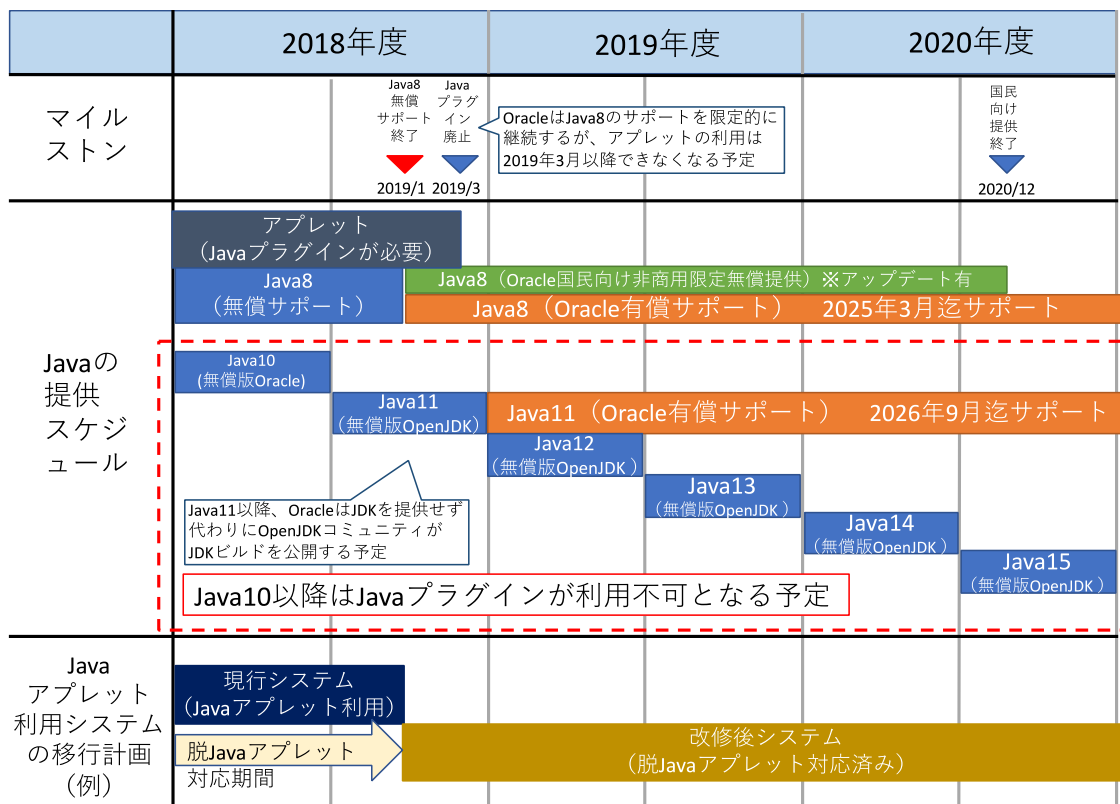 2018年度
2019年度
2020年度
マイル
ストン
Java8
無償
サポート
終了
2019/1
Java
プラグ
イン
廃止
2019/3
OracleはJava8のサポートを限定的に
継続するが、アプレットの利用は
2019年3月以降できなくなる予定
国民
向け
提供
終了
2020/12
Javaの
提供
スケジ
ュール
アプレット
(Javaプラグインが必要)
Java8
(無償サポート)
Java8（Oracle国民向け非商用限定無償提供）※アップデート有
Java8（Oracle有償サポート） 2025年3月迄サポート
Java10
(無償版Oracle)
Java11
(無償版OpenJDK)
Java11（Oracle有償サポート） 2026年9月迄サポート
Java12
（無償版OpenJDK ）
Java13
（無償版OpenJDK ）
Java14
（無償版OpenJDK ）
Java15
（無償版OpenJDK ）
Java11以降、OracleはJDKを提供せず
代わりにOpenJDKコミュニティが
JDKビルドを公開する予定
Java10以降はJavaプラグインが利用不可となる予定
Java
アプレット
利用システム
の移行計画
（例）
現行システム
（Javaアプレット利用）
脱Javaアプレット
対応期間
改修後システム
（脱Javaアプレット対応済み）